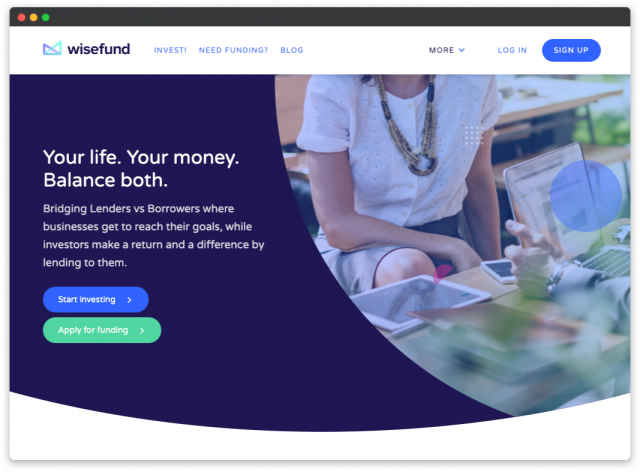 wisefund
INVEST!
NEED FUNDING?
BLOG
MORE
LOG IN
SIGN UP
Your life. Your money.
Balance both.
Bridging Lenders vs Borrowers where
businesses get to reach their goals, while
investors make a return and a difference by
lending to them.
Start investing
Apply for funding